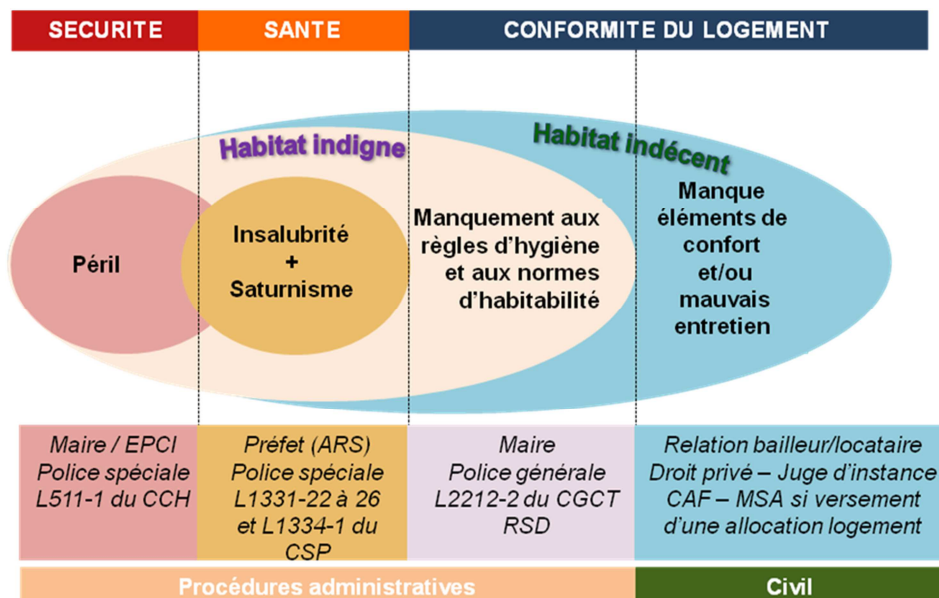 SECURITE
SANTE
CONFORMITE DU LOGEMENT
Habitat indigne
Habitat indécent
Péril
Insalubrité
+
Saturnisme
Manquement aux
règles d'hygiène
et aux normes
d'habitabilité
Manque
éléments de
confort
et/ou
mauvais
entretien
Maire / EPCI
Police spéciale
L511-1 du CCH
Préfet (ARS)
Police spéciale
L1331-22 à 26
et L1334-1 du
CSP
Maire
Police générale
L2212-2 du CGCT
RSD
Relation bailleur/locataire
Droit privé – Juge d'instance
CAF – MSA si versement
d'une allocation logement
Procédures administratives
Civil